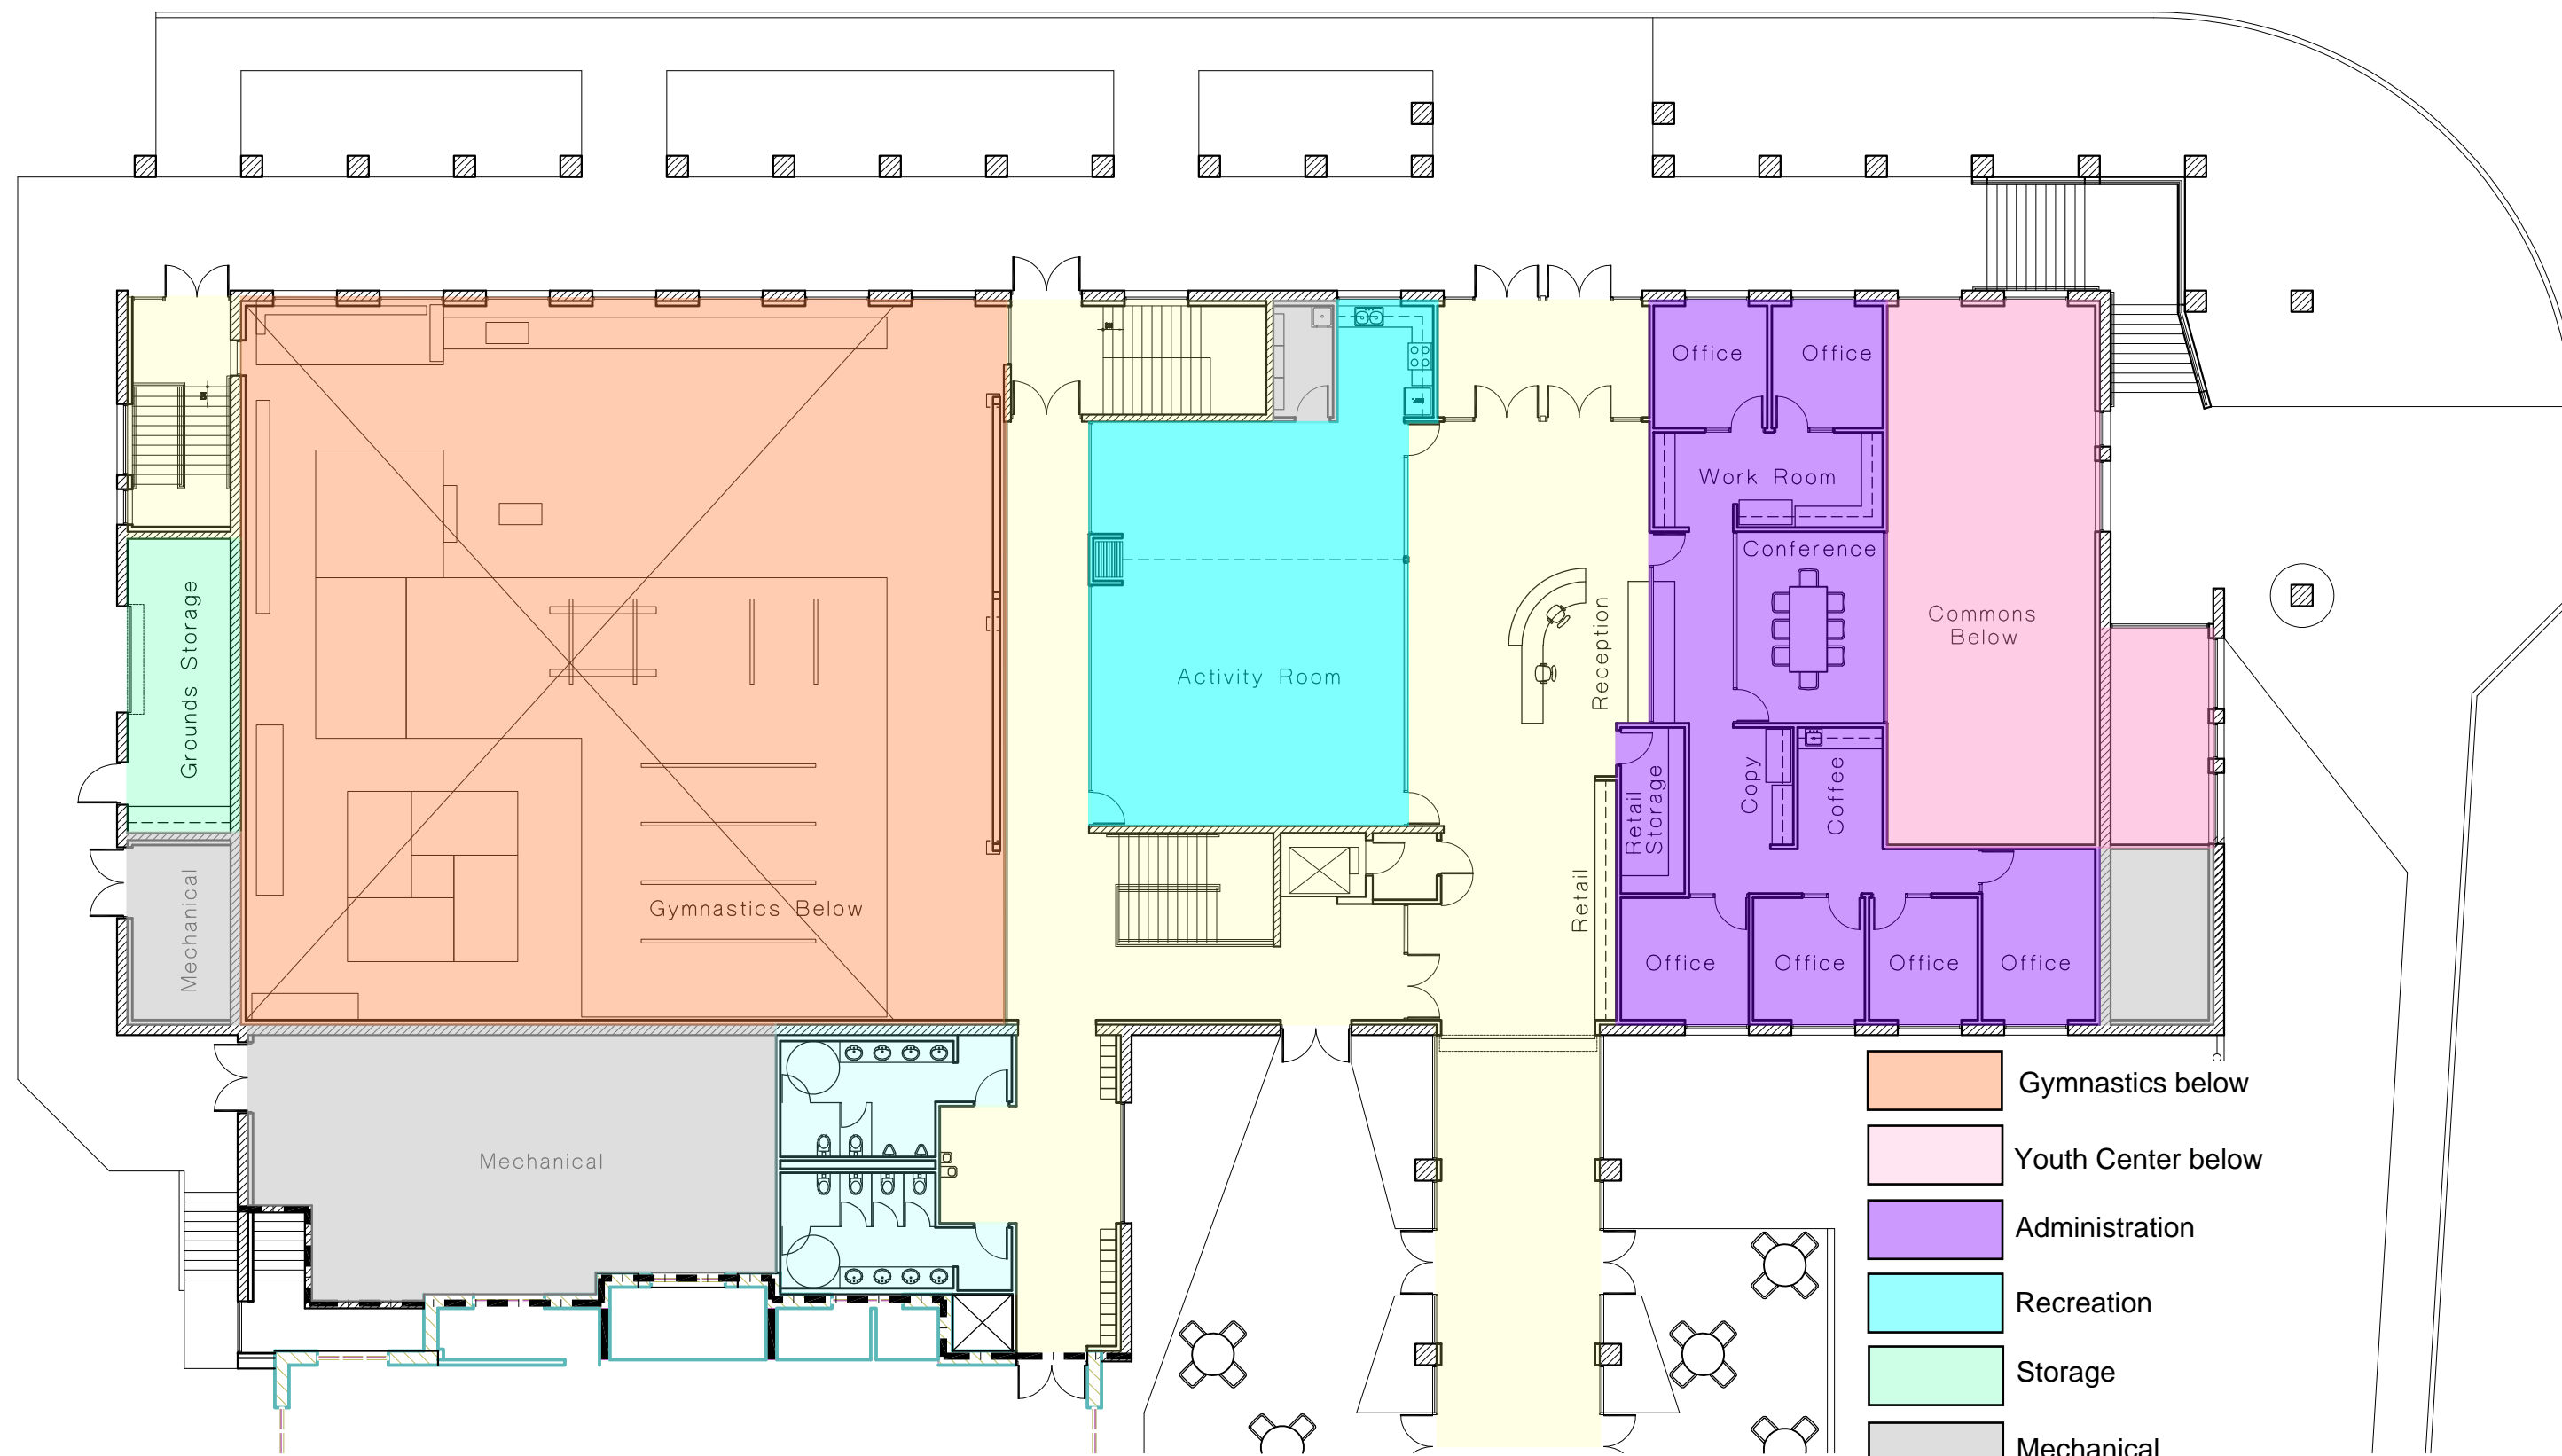 Office
Office
Work Room
Conference
Grounds Storage
Reception
Commons
Below
Activity Room
Copy
Coffee
Retail
Storage
Mechanical
Gymnastics Below
Retail
Office
Office
Office
Office
Gymnastics below
Mechanical
Youth Center below
Administration
Recreation
Storage
Mechanical